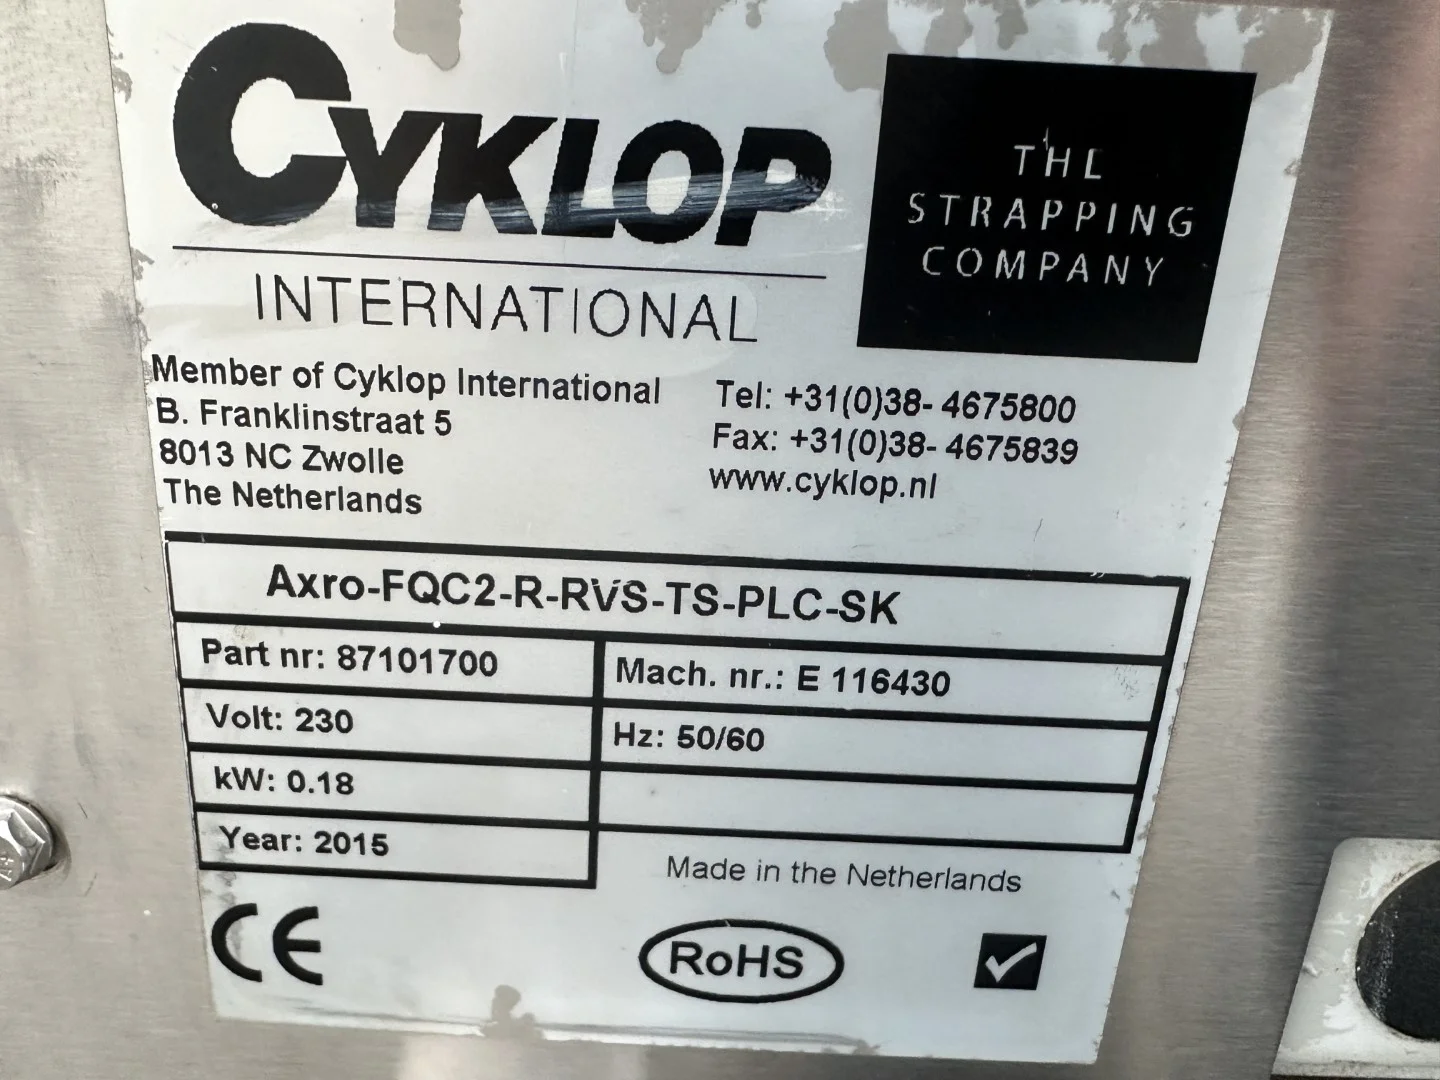 CYKLOP
INTERNATIONAL
THE
STRAPPING
COMPANY
Member of Cyklop International
B. Franklinstraat 5
8013 NC Zwolle
The Netherlands
Tel: +31(0)38- 4675800
Fax: +31(0)38- 4675839
www.cyklop.nl
Axro-FQC2-R-RVS-TS-PLC-SK
Part nr: 87101700
Mach. nr.: E 116430
Volt: 230
Hz: 50/60
kW: 0.18
Year: 2015
Made in the Netherlands
CE
RoHS